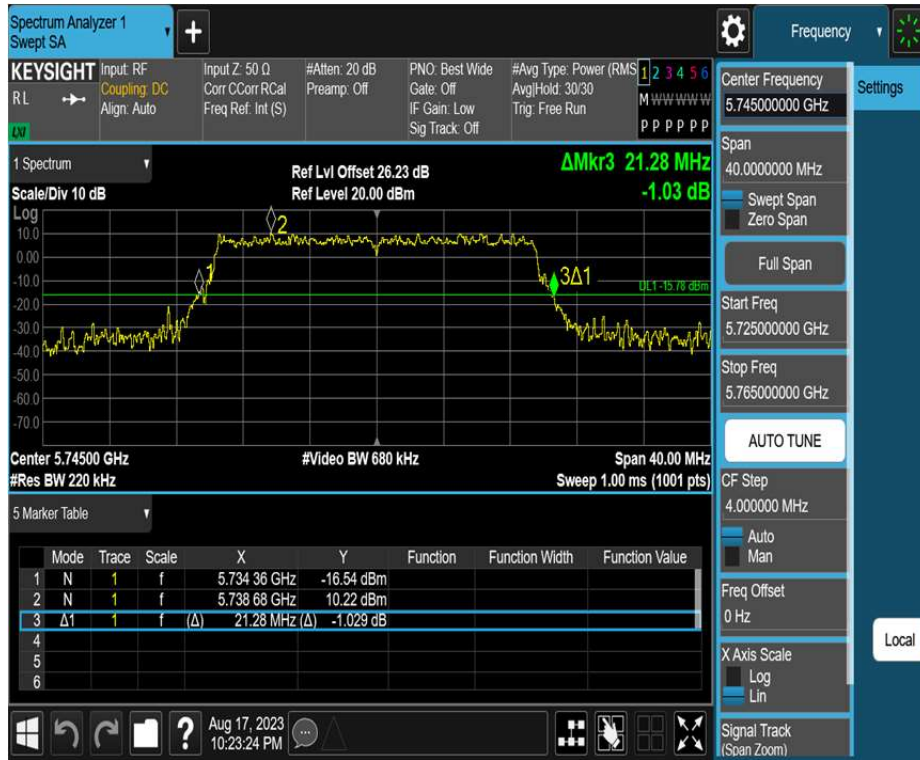 Spectrum Analyzer 1
Swept SA
+
Frequency
KEYSIGHT
RL
LXI
Input: RF
Coupling: DC
Align: Auto
Input Z: 50 Ω
Corr CCorr RCal
Freq Ref: Int (S)
#Atten: 20 dB
Preamp: Off
PNO: Best Wide
Gate: Off
IF Gain: Low
Sig Track: Off
#Avg Type: Power (RMS
Avg|Hold: 30/30
Trig: Free Run
1 2 3 4 5 6
M W W W W W
P P P P P P
1 Spectrum
Scale/Div 10 dB
Ref Lvl Offset 26.23 dB
Ref Level 20.00 dBm
ΔMkr3 21.28 MHz
-1.03 dB
Log
10.0
0.00
-10.0
-20.0
-30.0
-40.0
-50.0
-60.0
-70.0
1
2
3Δ1
DL1 -15.78 dBm
Center 5.74500 GHz
#Video BW 680 kHz
Span 40.00 MHz
#Res BW 220 kHz
Sweep 1.00 ms (1001 pts)
5 Marker Table
Mode Trace Scale X Y Function Function Width Function Value
1 N 1 f 5.734 36 GHz -16.54 dBm
2 N 1 f 5.738 68 GHz 10.22 dBm
3 Δ1 1 f (Δ) 21.28 MHz (Δ) -1.029 dB
4
5
6
?
Aug 17, 2023
10:23:24 PM
Center Frequency
5.745000000 GHz
Settings
Span
40.0000000 MHz
Swept Span
Zero Span
Full Span
Start Freq
5.725000000 GHz
Stop Freq
5.765000000 GHz
AUTO TUNE
CF Step
4.000000 MHz
Auto
Man
Freq Offset
0 Hz
Local
X Axis Scale
Log
Lin
Signal Track
(Span Zoom)